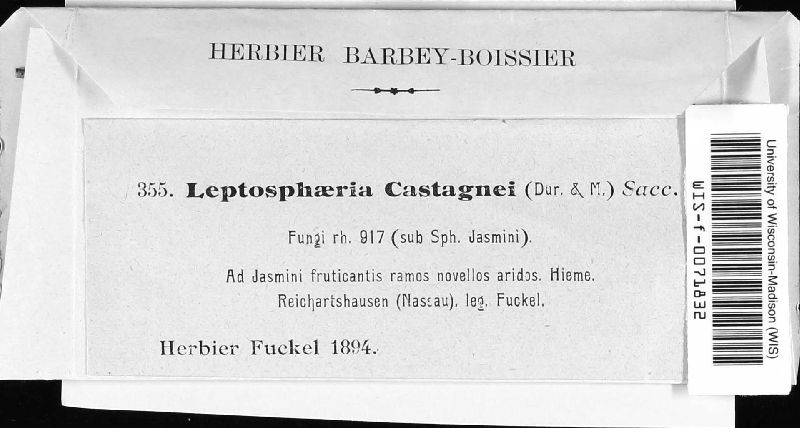 HERBIER BARBEY-BOISSIER
355. Leptosphæria Castagnei (Dur. & M.) Sacc.
Fungi rh. 917 (sub Sph. Jasmini).
Ad Jasmini fruticantis ramos novellos aridos. Hieme.
Reichartshausen (Nassau). leg. Fuckel.
Herbier Fuckel 1894.
University of Wisconsin-Madison (WIS)
WIS-f-0071832